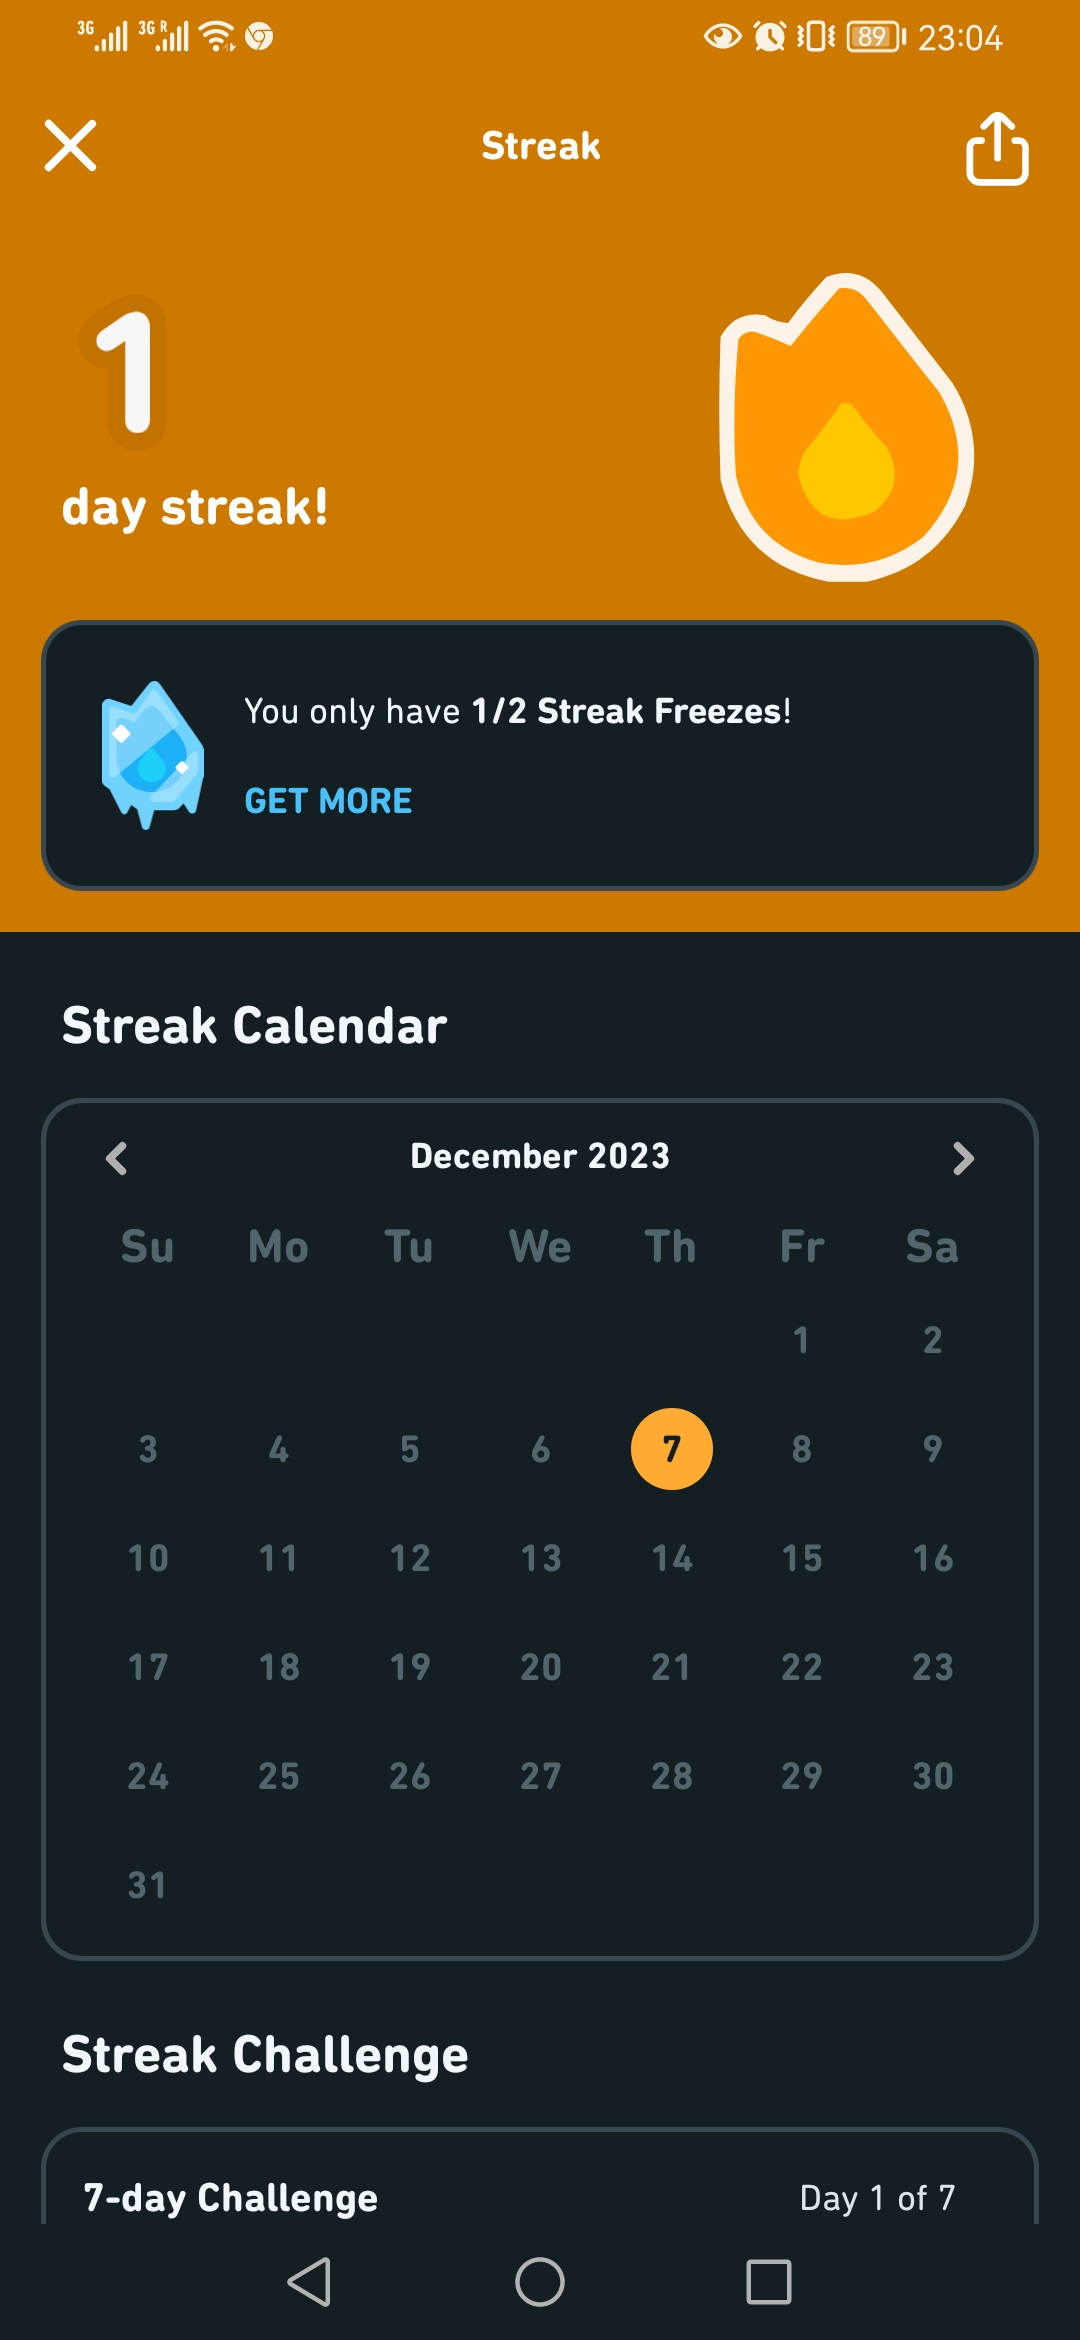 3G 3G R 89 23:04
Streak
1
day streak!
You only have 1/2 Streak Freezes!
GET MORE
Streak Calendar
December 2023
Su Mo Tu We Th Fr Sa
1 2
3 4 5 6 7 8 9
10 11 12 13 14 15 16
17 18 19 20 21 22 23
24 25 26 27 28 29 30
31
Streak Challenge
7-day Challenge Day 1 of 7